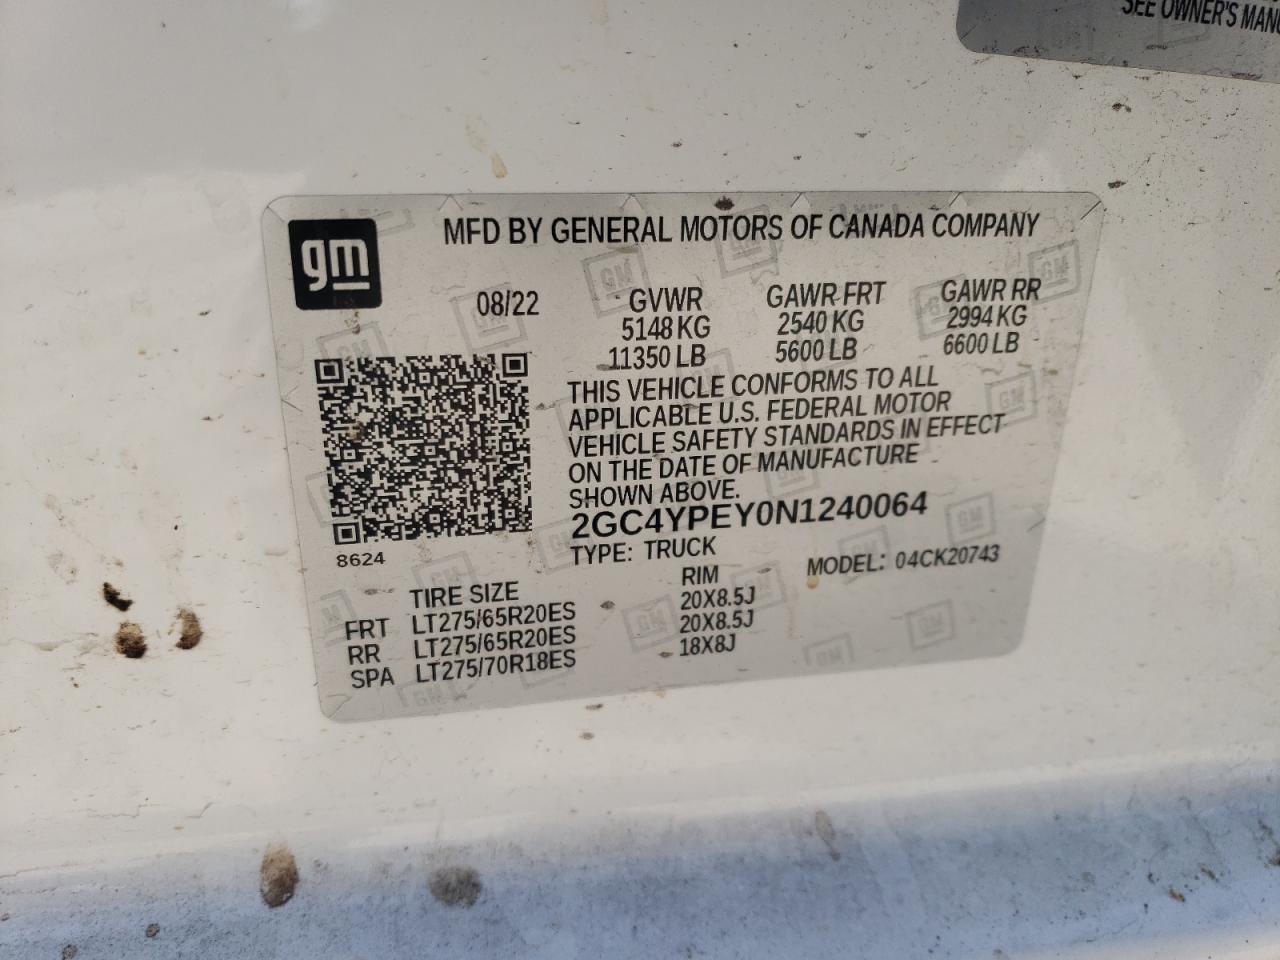 SEE OWNER'S
gm
MFD BY GENERAL MOTORS OF CANADA COMPANY
08/22 GVWR GAWR FRT GAWR RR
5148 KG 2540 KG 2994 KG
11350 LB 5600 LB 6600 LB
THIS VEHICLE CONFORMS TO ALL
APPLICABLE U.S. FEDERAL MOTOR
VEHICLE SAFETY STANDARDS IN EFFECT
ON THE DATE OF MANUFACTURE
SHOWN ABOVE.
2GC4YPEY0N1240064
8624
TYPE: TRUCK MODEL: 04CK20743
TIRE SIZE RIM
FRT LT275/65R20ES 20X8.5J
RR LT275/65R20ES 20X8.5J
SPA LT275/70R18ES 18X8J